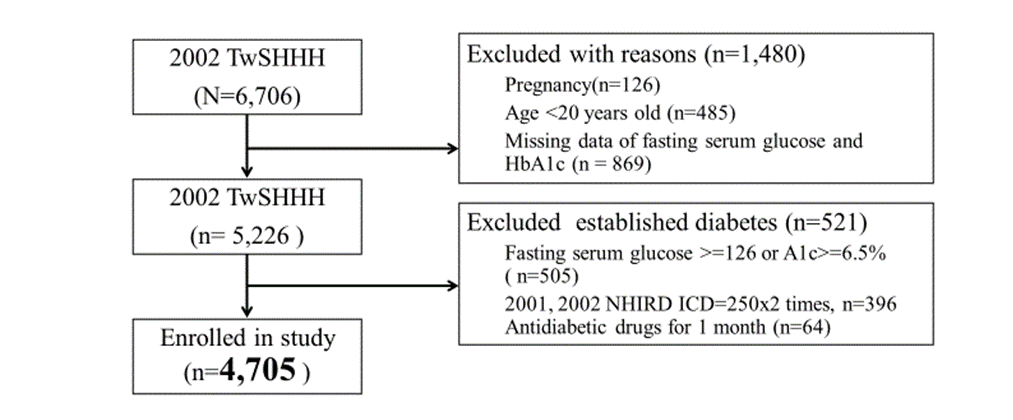 2002 TwSHHH
(N=6,706)
Excluded with reasons (n=1,480)
Pregnancy(n=126)
Age <20 years old (n=485)
Missing data of fasting serum glucose and
HbA1c (n = 869)
2002 TwSHHH
(n= 5,226 )
Excluded  established diabetes (n=521)
Fasting serum glucose >=126 or A1c>=6.5%
( n=505)
2001, 2002 NHIRD ICD=250x2 times, n=396
Antidiabetic drugs for 1 month (n=64)
Enrolled in study
(n=4,705 )